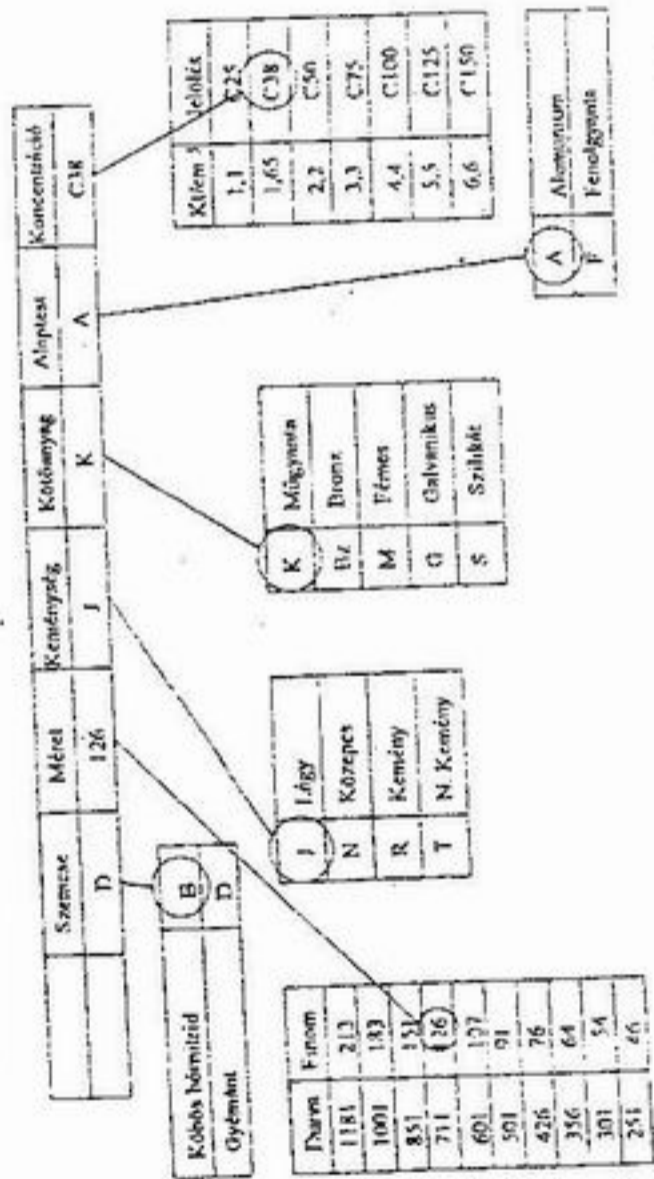 Szemcse Méret Keménység Kötőanyag Alaptest Koncentráció
D 126 J K A C38
Köbös bórnitrid B
Gyémánt D
Durva Finom
1181 213
1001 183
851 151
711 126
601 107
501 91
426 76
356 64
301 54
251 46
J Lágy
N Közepes
R Kemény
T N. Kemény
K Műgyanta
Bz Bronz
M Fémes
G Galvanikus
S Szilikát
Jelölés
1,1 C25
1,65 C38
2,2 C50
3,3 C75
4,4 C100
5,5 C125
6,6 C150
A Alumínium
F Fenolgyanta